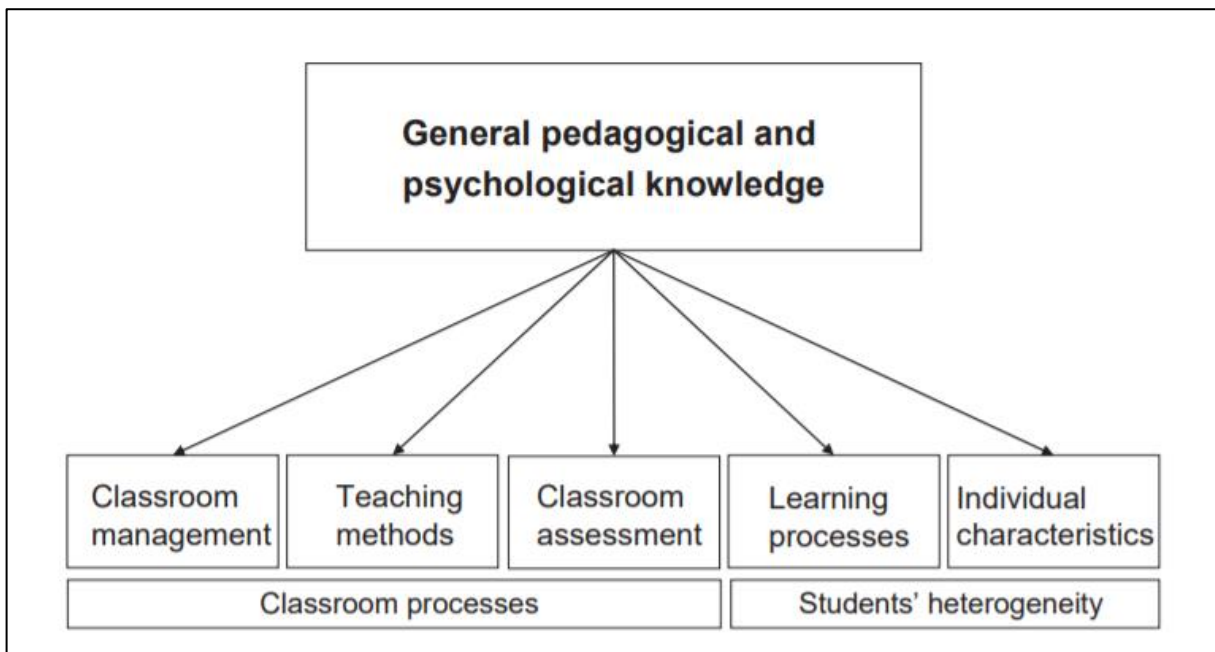 General pedagogical and
psychological knowledge
Classroom
management
Teaching
methods
Classroom
assessment
Learning
processes
Individual
characteristics
Classroom processes
Students’ heterogeneity